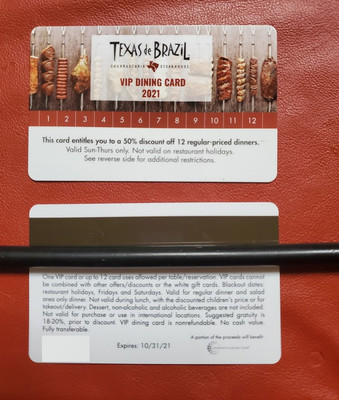 TEXAS de BRAZIL
CHURRASCARIA STEAKHOUSE
VIP DINING CARD
2021
1 2 3 4 5 6 7 8 9 10 11 12
This card entitles you to a 50% discount off 12 regular-priced dinners.
Valid Sun-Thurs only. Not valid on restaurant holidays.
See reverse side for additional restrictions.
One VIP card or up to 12 card uses allowed per table/reservation. VIP cards cannot
be combined with other offers/discounts or the white gift cards. Blackout dates:
restaurant holidays, Fridays and Saturdays. Valid for regular dinner and salad
area only dinner. Not valid during lunch, with the discounted children's price or for
takeout/delivery. Dessert, non-alcoholic and alcoholic beverages are not included.
Not valid for purchase or use in international locations. Suggested gratuity is
18-20%, prior to discount. VIP dining card is nonrefundable. No cash value.
Fully transferable.
Expires: 10/31/21
A portion of the proceeds will benefit